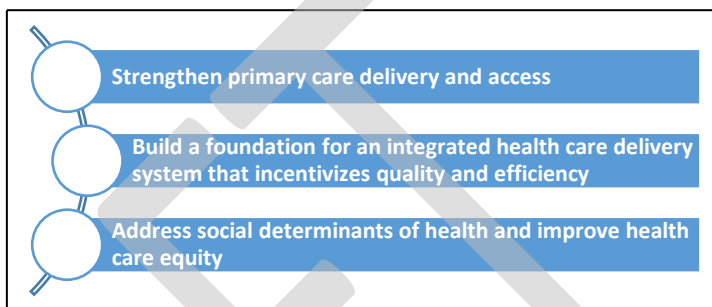 Strengthen primary care delivery and access
Build a foundation for an integrated health care delivery
system that incentivizes quality and efficiency
Address social determinants of health and improve health
care equity